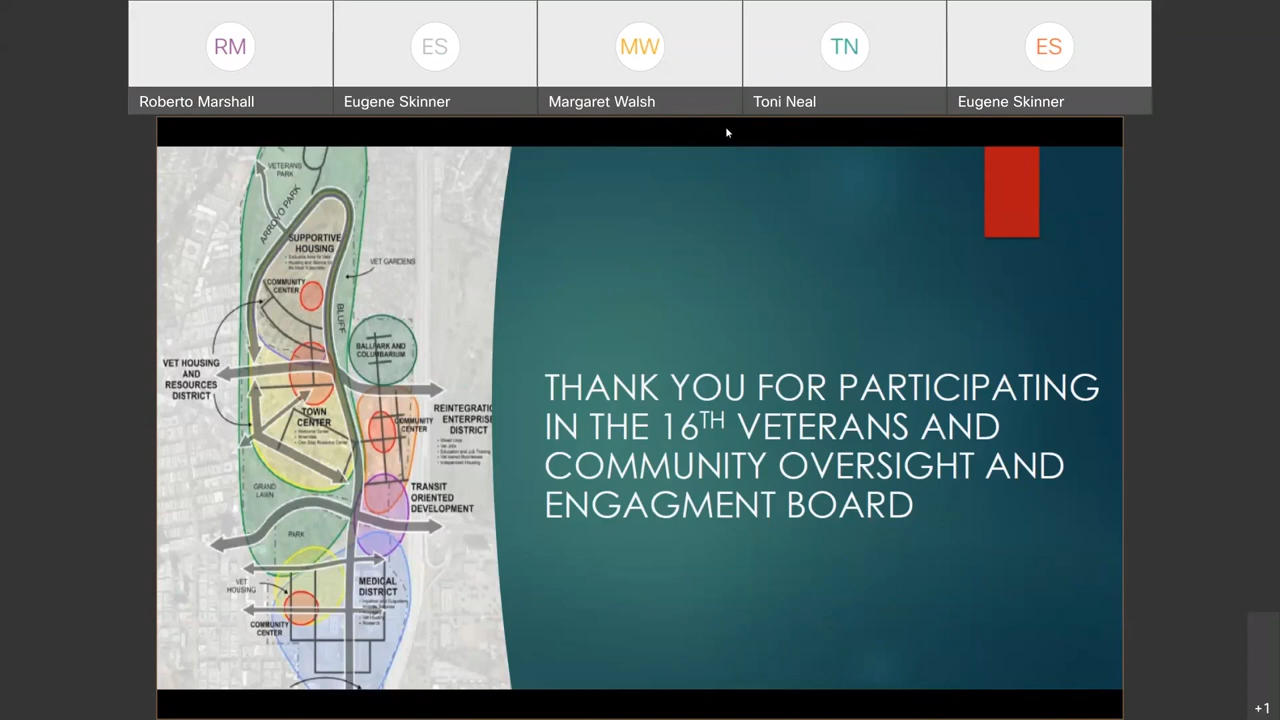 RM
ES
MW
TN
ES
Roberto Marshall
Eugene Skinner
Margaret Walsh
Toni Neal
Eugene Skinner
VETERANS
PARK
ARROYO PARK
SUPPORTIVE
HOUSING
VET GARDENS
COMMUNITY
CENTER
BLUFF
BALLPARK AND
COLUMBARIUM
VET HOUSING
AND
RESOURCES
DISTRICT
TOWN
CENTER
COMMUNITY
CENTER
REINTEGRATIO
ENTERPRIS
DISTRICT
TRANSIT
ORIENTED
DEVELOPMENT
GRAND
LAWN
PARK
VET
HOUSING
MEDICAL
DISTRICT
COMMUNITY
CENTER
THANK YOU FOR PARTICIPATING
IN THE 16TH VETERANS AND
COMMUNITY OVERSIGHT AND
ENGAGMENT BOARD
+1